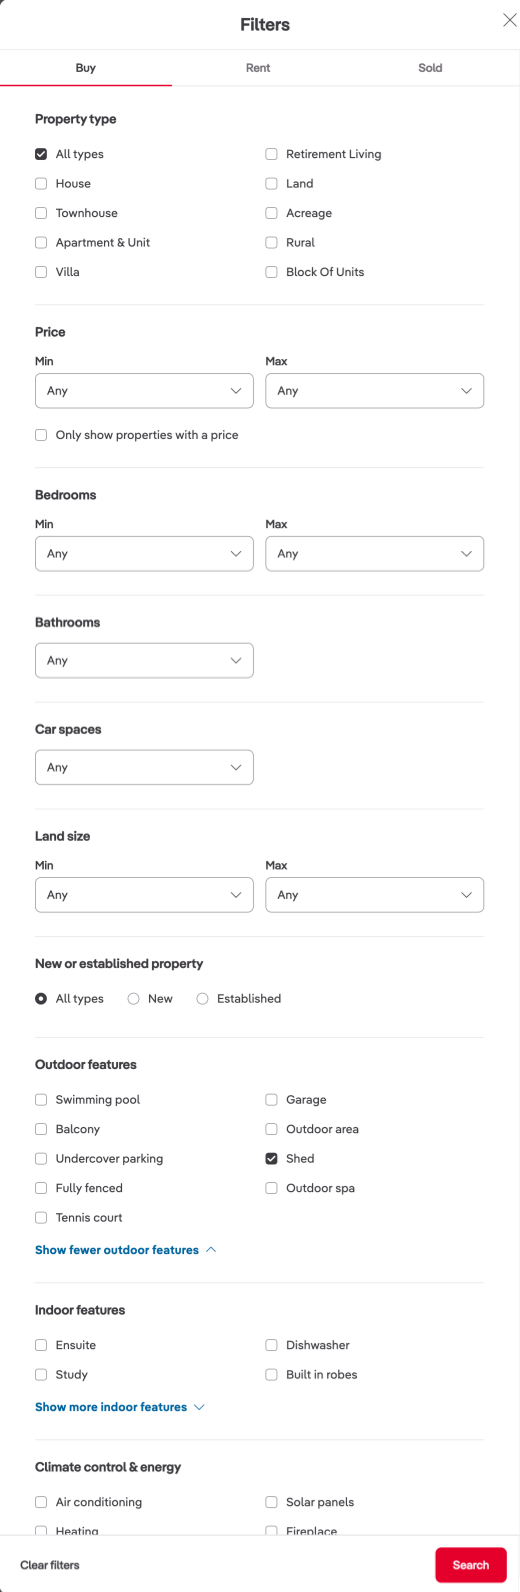 Filters
Buy Rent Sold
Property type
All types Retirement Living
House Land
Townhouse Acreage
Apartment & Unit Rural
Villa Block Of Units
Price
Min Max
Any Any
Only show properties with a price
Bedrooms
Min Max
Any Any
Bathrooms
Any
Car spaces
Any
Land size
Min Max
Any Any
New or established property
All types New Established
Outdoor features
Swimming pool Garage
Balcony Outdoor area
Undercover parking Shed
Fully fenced Outdoor spa
Tennis court
Show fewer outdoor features
Indoor features
Ensuite Dishwasher
Study Built in robes
Show more indoor features
Climate control & energy
Air conditioning Solar panels
Heating Fireplace
Clear filters Search